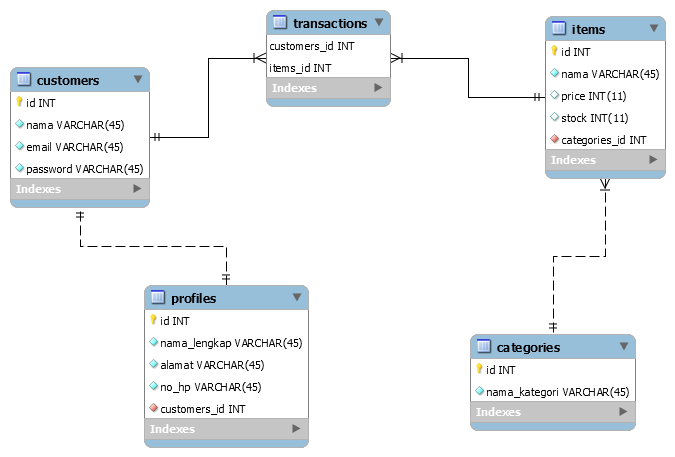 transactions
customers_id INT
items_id INT
Indexes
items
id INT
nama VARCHAR(45)
price INT(11)
stock INT(11)
categories_id INT
Indexes
customers
id INT
nama VARCHAR(45)
email VARCHAR(45)
password VARCHAR(45)
Indexes
profiles
id INT
nama_lengkap VARCHAR(45)
alamat VARCHAR(45)
no_hp VARCHAR(45)
customers_id INT
Indexes
categories
id INT
nama_kategori VARCHAR(45)
Indexes